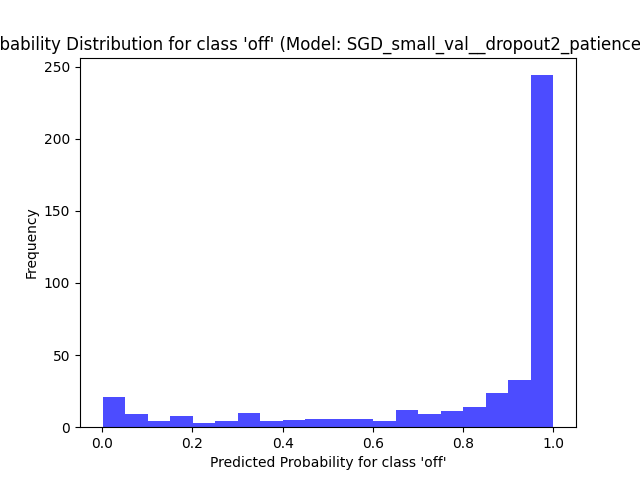 bability Distribution for class 'off' (Model: SGD_small_val__dropout2_patience
250
200
150
100
50
0
Frequency
0.0 0.2 0.4 0.6 0.8 1.0
Predicted Probability for class 'off'